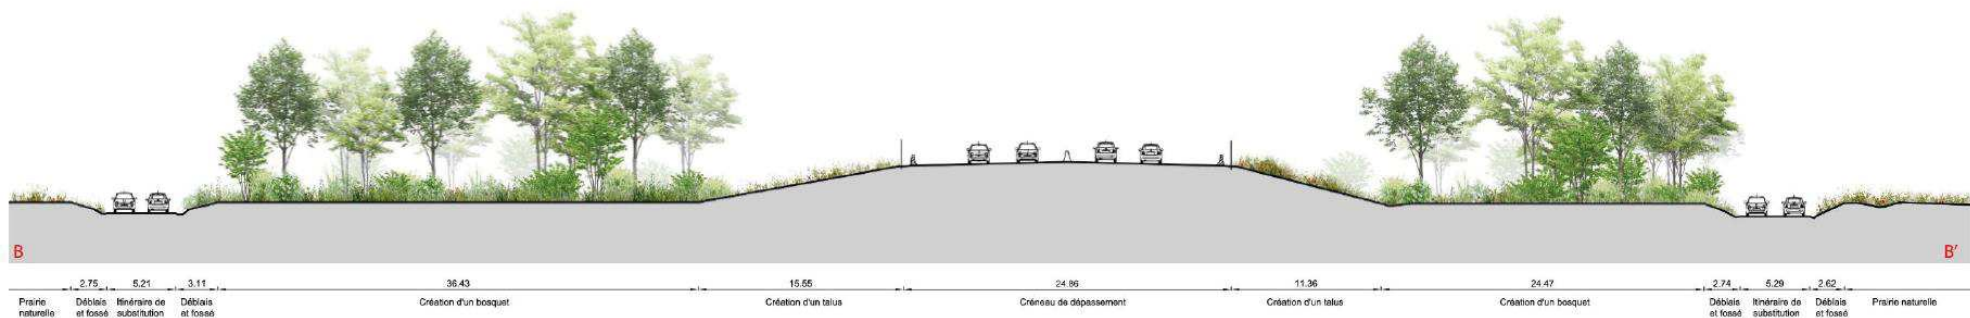 B
B'
2.75 5.21 3.11 36.43 15.55 24.86 11.36 24.47 2.74 5.29 2.62
Prairie naturelle
Déblais et fossé
Itinéraire de substitution
Déblais et fossé
Création d'un bosquet
Création d'un talus
Créneau de dépassement
Création d'un talus
Création d'un bosquet
Déblais et fossé
Itinéraire de substitution
Déblais et fossé
Prairie naturelle